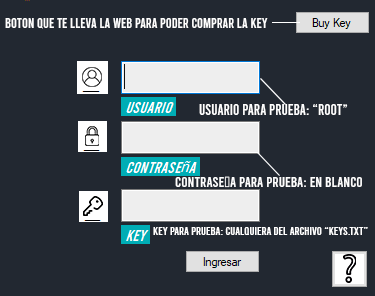 BOTON QUE TE LLEVA LA WEB PARA PODER COMPRAR LA KEY
Buy Key
USUARIO
USUARIO PARA PRUEBA: “ROOT”
CONTRASEÑA
CONTRASE▯A PARA PRUEBA: EN BLANCO
KEY
KEY PARA PRUEBA: CUALQUIERA DEL ARCHIVO “KEYS.TXT”
Ingresar
?